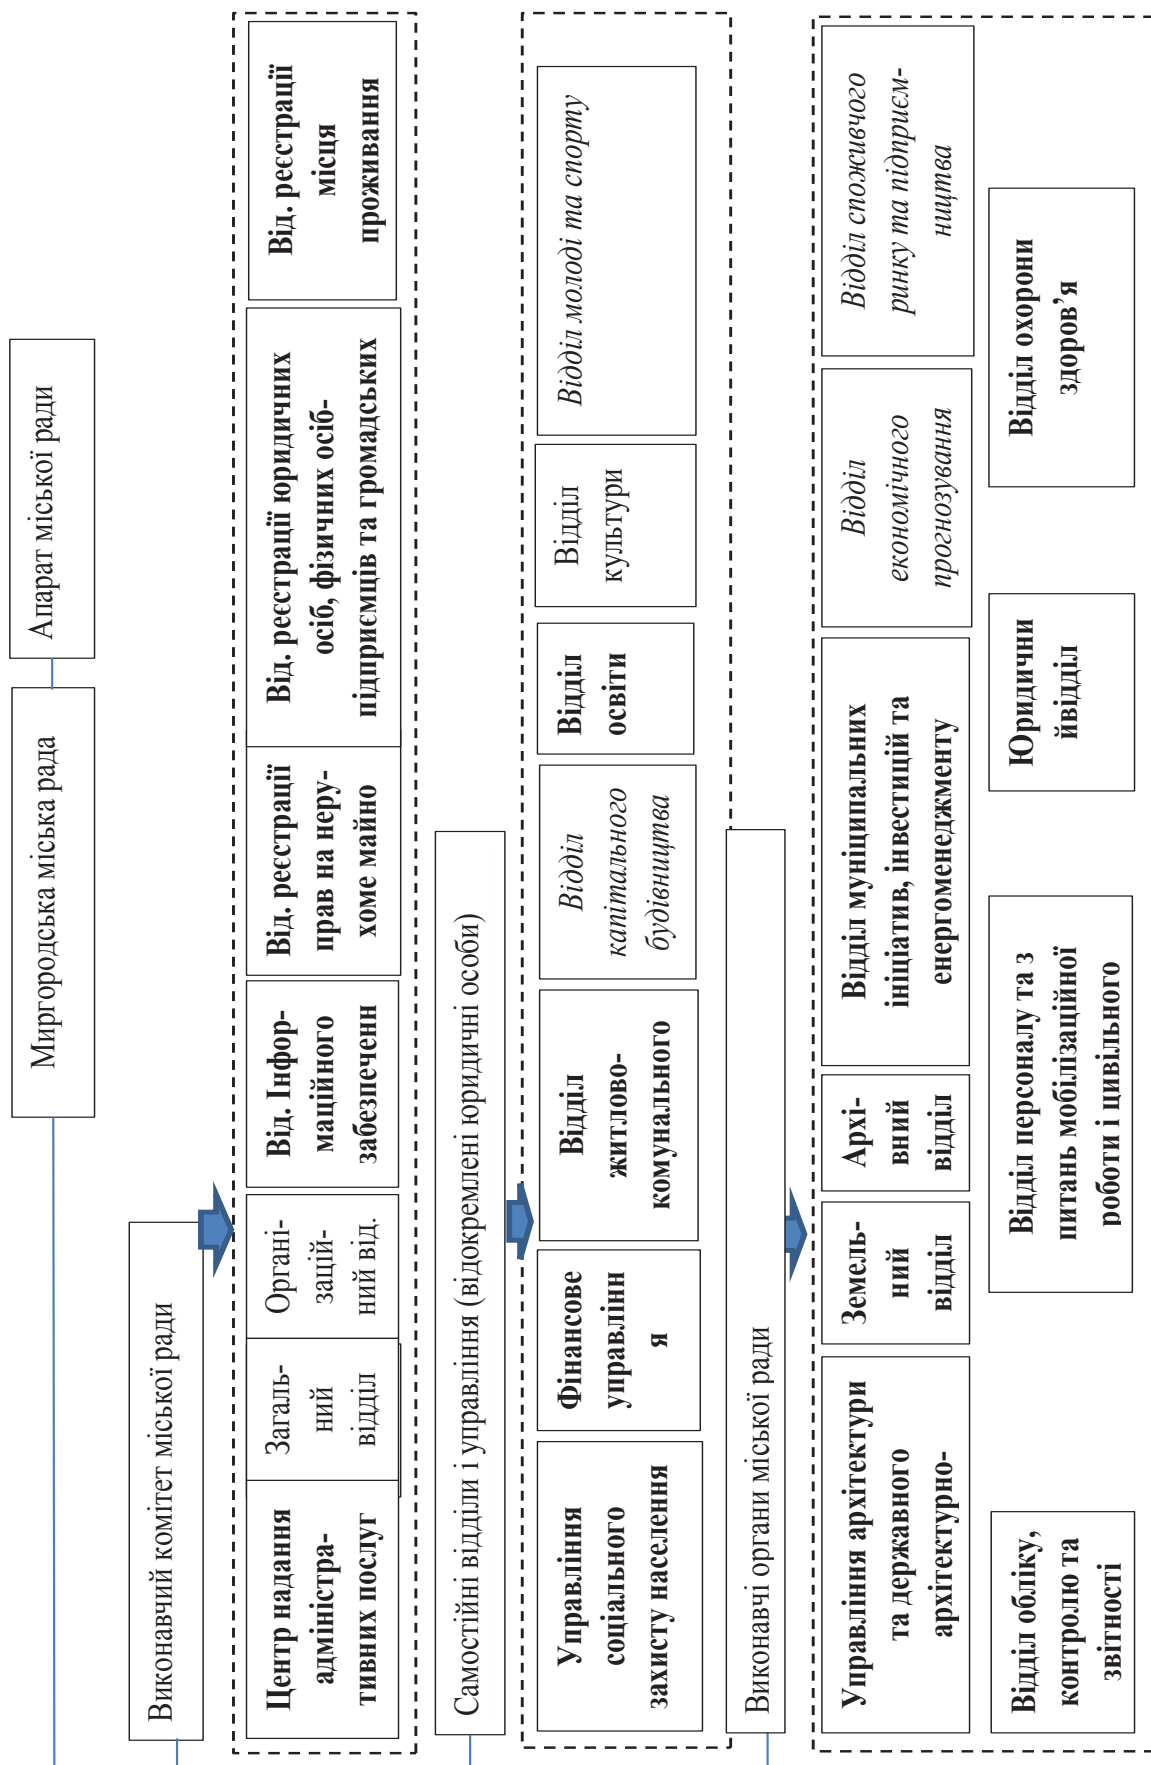 Миргородська міська рада
Апарат міської ради
Виконавчий комітет міської ради
Центр надання
адміністра-
тивних послуг
Загаль-
ний
відділ
Органі-
зацій-
ний від.
Від. Інфор-
маційного
забезпеченн
Від. реєстрації
прав на неру-
хоме майно
Від. реєстрації юридичних
осіб, фізичних осіб-
підприємців та громадських
Від. реєстрації
місця
проживання
Самостійні відділи і управління (відокремлені юридичні особи)
Управління
соціального
захисту населення
Фінансове
управлінн
я
Відділ
житлово-
комунального
Відділ
капітального
будівництва
Відділ
освіти
Відділ
культури
Відділ молоді та спорту
Виконавчі органи міської ради
Управління архітектури
та державного
архітектурно-
Земель-
ний
відділ
Архі-
вний
відділ
Відділ муніципальних
ініціатив, інвестицій та
енергоменеджменту
Відділ
економічного
прогнозування
Відділ споживчого
ринку та підприєм-
ництва
Відділ обліку,
контролю та
звітності
Відділ персоналу та з
питань мобілізаційної
роботи і цивільного
Юридични
йвідділ
Відділ охорони
здоров’я